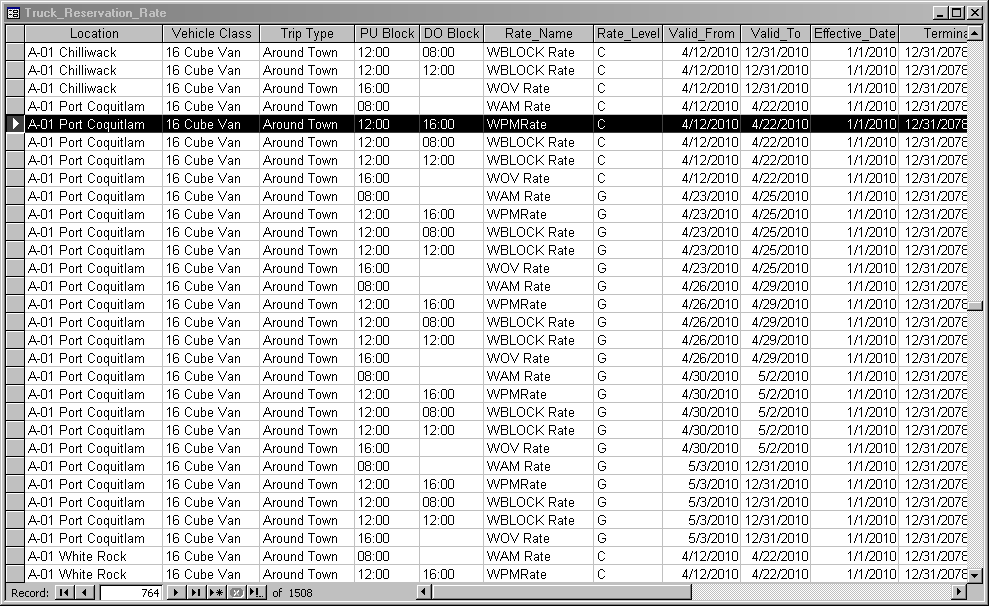 Truck_Reservation_Rate
Location Vehicle Class Trip Type PU Block DO Block Rate_Name Rate_Level Valid_From Valid_To Effective_Date Termina
A-01 Chilliwack 16 Cube Van Around Town 12:00 08:00 WBLOCK Rate C 4/12/2010 12/31/2010 1/1/2010 12/31/2078
A-01 Chilliwack 16 Cube Van Around Town 12:00 12:00 WBLOCK Rate C 4/12/2010 12/31/2010 1/1/2010 12/31/2078
A-01 Chilliwack 16 Cube Van Around Town 16:00 WOV Rate C 4/12/2010 12/31/2010 1/1/2010 12/31/2078
A-01 Port Coquitlam 16 Cube Van Around Town 08:00 WAM Rate C 4/12/2010 4/22/2010 1/1/2010 12/31/2078
A-01 Port Coquitlam 16 Cube Van Around Town 12:00 16:00 WPMRate C 4/12/2010 4/22/2010 1/1/2010 12/31/2078
A-01 Port Coquitlam 16 Cube Van Around Town 12:00 08:00 WBLOCK Rate C 4/12/2010 4/22/2010 1/1/2010 12/31/2078
A-01 Port Coquitlam 16 Cube Van Around Town 12:00 12:00 WBLOCK Rate C 4/12/2010 4/22/2010 1/1/2010 12/31/2078
A-01 Port Coquitlam 16 Cube Van Around Town 16:00 WOV Rate C 4/12/2010 4/22/2010 1/1/2010 12/31/2078
A-01 Port Coquitlam 16 Cube Van Around Town 08:00 WAM Rate G 4/23/2010 4/25/2010 1/1/2010 12/31/2078
A-01 Port Coquitlam 16 Cube Van Around Town 12:00 16:00 WPMRate G 4/23/2010 4/25/2010 1/1/2010 12/31/2078
A-01 Port Coquitlam 16 Cube Van Around Town 12:00 08:00 WBLOCK Rate G 4/23/2010 4/25/2010 1/1/2010 12/31/2078
A-01 Port Coquitlam 16 Cube Van Around Town 12:00 12:00 WBLOCK Rate G 4/23/2010 4/25/2010 1/1/2010 12/31/2078
A-01 Port Coquitlam 16 Cube Van Around Town 16:00 WOV Rate G 4/23/2010 4/25/2010 1/1/2010 12/31/2078
A-01 Port Coquitlam 16 Cube Van Around Town 08:00 WAM Rate G 4/26/2010 4/29/2010 1/1/2010 12/31/2078
A-01 Port Coquitlam 16 Cube Van Around Town 12:00 16:00 WPMRate G 4/26/2010 4/29/2010 1/1/2010 12/31/2078
A-01 Port Coquitlam 16 Cube Van Around Town 12:00 08:00 WBLOCK Rate G 4/26/2010 4/29/2010 1/1/2010 12/31/2078
A-01 Port Coquitlam 16 Cube Van Around Town 12:00 12:00 WBLOCK Rate G 4/26/2010 4/29/2010 1/1/2010 12/31/2078
A-01 Port Coquitlam 16 Cube Van Around Town 16:00 WOV Rate G 4/26/2010 4/29/2010 1/1/2010 12/31/2078
A-01 Port Coquitlam 16 Cube Van Around Town 08:00 WAM Rate G 4/30/2010 5/2/2010 1/1/2010 12/31/2078
A-01 Port Coquitlam 16 Cube Van Around Town 12:00 16:00 WPMRate G 4/30/2010 5/2/2010 1/1/2010 12/31/2078
A-01 Port Coquitlam 16 Cube Van Around Town 12:00 08:00 WBLOCK Rate G 4/30/2010 5/2/2010 1/1/2010 12/31/2078
A-01 Port Coquitlam 16 Cube Van Around Town 12:00 12:00 WBLOCK Rate G 4/30/2010 5/2/2010 1/1/2010 12/31/2078
A-01 Port Coquitlam 16 Cube Van Around Town 16:00 WOV Rate G 4/30/2010 5/2/2010 1/1/2010 12/31/2078
A-01 Port Coquitlam 16 Cube Van Around Town 08:00 WAM Rate G 5/3/2010 12/31/2010 1/1/2010 12/31/2078
A-01 Port Coquitlam 16 Cube Van Around Town 12:00 16:00 WPMRate G 5/3/2010 12/31/2010 1/1/2010 12/31/2078
A-01 Port Coquitlam 16 Cube Van Around Town 12:00 08:00 WBLOCK Rate G 5/3/2010 12/31/2010 1/1/2010 12/31/2078
A-01 Port Coquitlam 16 Cube Van Around Town 12:00 12:00 WBLOCK Rate G 5/3/2010 12/31/2010 1/1/2010 12/31/2078
A-01 Port Coquitlam 16 Cube Van Around Town 16:00 WOV Rate G 5/3/2010 12/31/2010 1/1/2010 12/31/2078
A-01 White Rock 16 Cube Van Around Town 08:00 WAM Rate C 4/12/2010 4/22/2010 1/1/2010 12/31/2078
A-01 White Rock 16 Cube Van Around Town 12:00 16:00 WPMRate C 4/12/2010 4/22/2010 1/1/2010 12/31/2078
Record: 764 of 1508